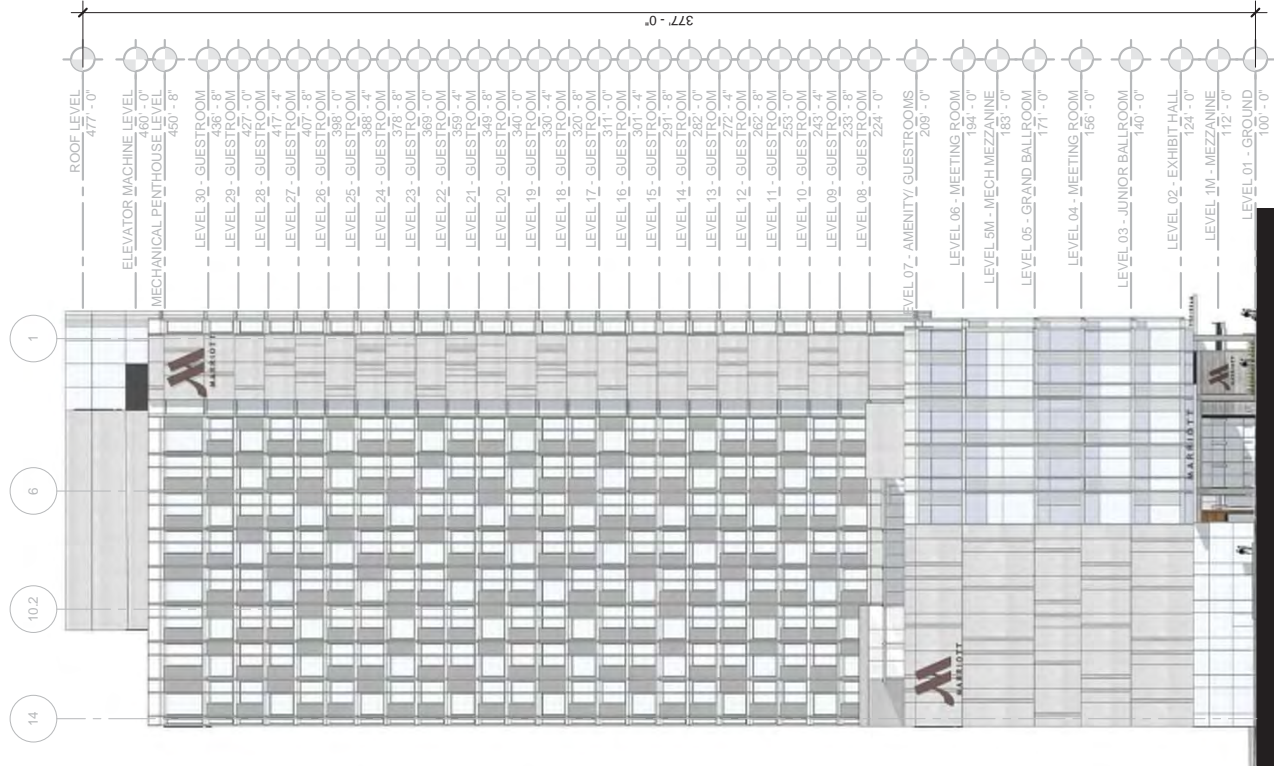 377' - 0"
ROOF LEVEL
477' - 0"
ELEVATOR MACHINE LEVEL
460' - 0"
MECHANICAL PENTHOUSE LEVEL
450' - 8"
LEVEL 30 - GUESTROOM
436' - 8"
LEVEL 29 - GUESTROOM
427' - 0"
LEVEL 28 - GUESTROOM
417' - 4"
LEVEL 27 - GUESTROOM
407' - 8"
LEVEL 26 - GUESTROOM
398' - 0"
LEVEL 25 - GUESTROOM
388' - 4"
LEVEL 24 - GUESTROOM
378' - 8"
LEVEL 23 - GUESTROOM
369' - 0"
LEVEL 22 - GUESTROOM
359' - 4"
LEVEL 21 - GUESTROOM
349' - 8"
LEVEL 20 - GUESTROOM
340' - 0"
LEVEL 19 - GUESTROOM
330' - 4"
LEVEL 18 - GUESTROOM
320' - 8"
LEVEL 17 - GUESTROOM
311' - 0"
LEVEL 16 - GUESTROOM
301' - 4"
LEVEL 15 - GUESTROOM
291' - 8"
LEVEL 14 - GUESTROOM
282' - 0"
LEVEL 13 - GUESTROOM
272' - 4"
LEVEL 12 - GUESTROOM
262' - 8"
LEVEL 11 - GUESTROOM
253' - 0"
LEVEL 10 - GUESTROOM
243' - 4"
LEVEL 09 - GUESTROOM
233' - 8"
LEVEL 08 - GUESTROOM
224' - 0"
LEVEL 07 - AMENITY/ GUESTROOMS
209' - 0"
LEVEL 06 - MEETING ROOM
194' - 0"
LEVEL 5M - MECH MEZZANINE
183' - 0"
LEVEL 05 - GRAND BALLROOM
171' - 0"
LEVEL 04 - MEETING ROOM
156' - 0"
LEVEL 03 - JUNIOR BALLROOM
140' - 0"
LEVEL 02 - EXHIBIT HALL
124' - 0"
LEVEL 1M - MEZZANINE
112' - 0"
LEVEL 01 - GROUND
100' - 0"
1
6
10.2
14
MARRIOTT
MARRIOTT
MARRIOTT
MARRIOTT